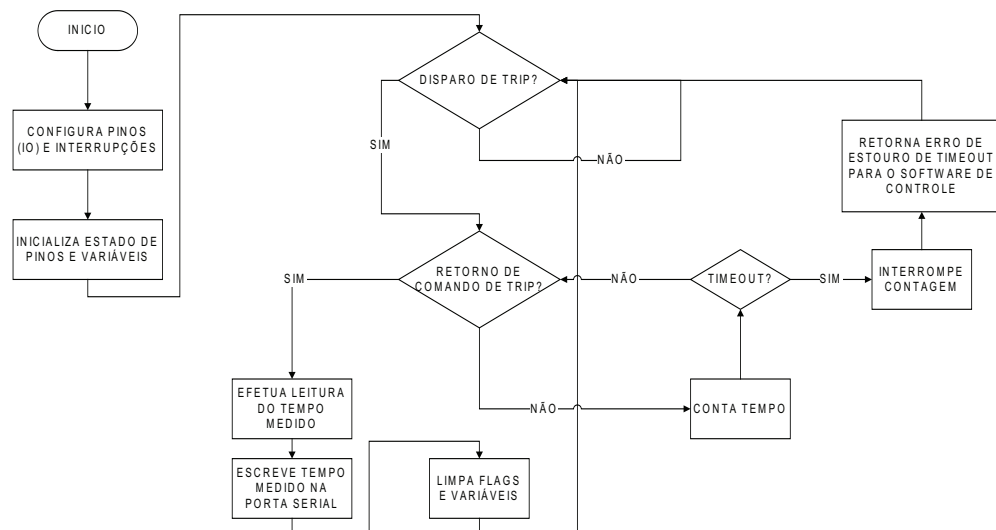 INICIO
CONFIGURA PINOS
(IO) E INTERRUPÇÕES
INICIALIZA ESTADO DE
PINOS E VARIÁVEIS
DISPARO DE TRIP?
SIM
NÃO
RETORNO DE
COMANDO DE TRIP?
SIM
NÃO
TIMEOUT?
NÃO
SIM
CONTA TEMPO
INTERROMPE
CONTAGEM
RETORNA ERRO DE
ESTOURO DE TIMEOUT
PARA O SOFTWARE DE
CONTROLE
EFETUA LEITURA
DO TEMPO
MEDIDO
ESCREVE TEMPO
MEDIDO NA
PORTA SERIAL
LIMPA FLAGS
E VARIÁVEIS